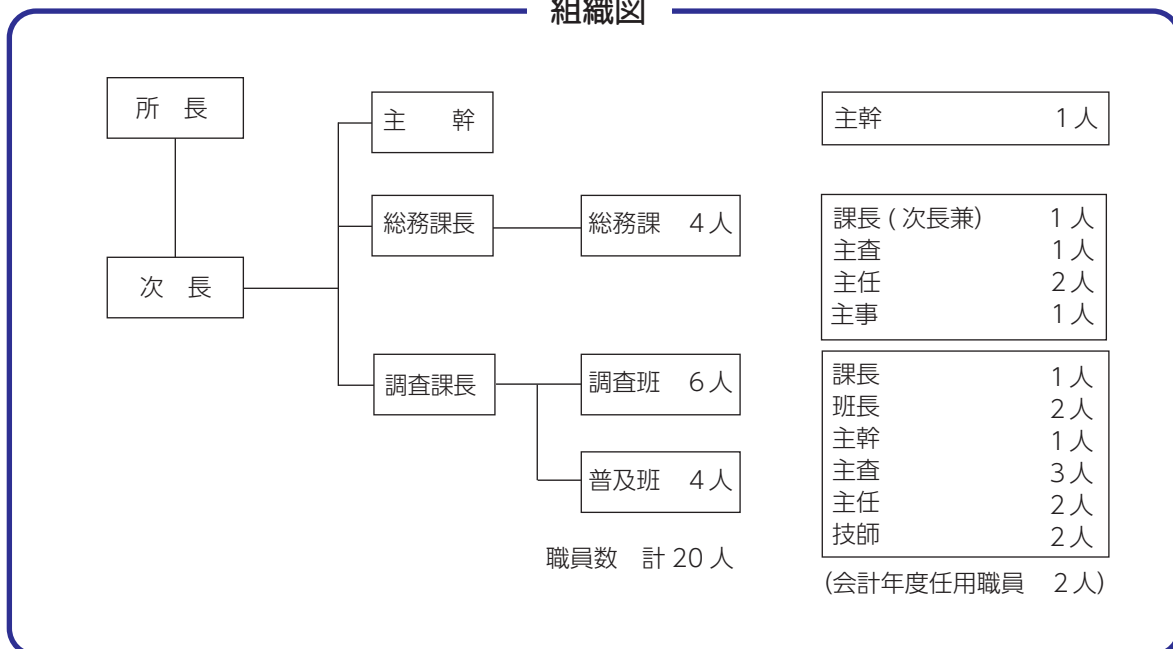 組織図
所　長
次　長
主　　幹
総務課長
総務課　4人
調査課長
調査班　6人
普及班　4人
職員数　計 20 人
主幹　1人
課長 ( 次長兼)　1人
主査　1人
主任　2人
主事　1人
課長　1人
班長　2人
主幹　1人
主査　3人
主任　2人
技師　2人
(会計年度任用職員　2人)